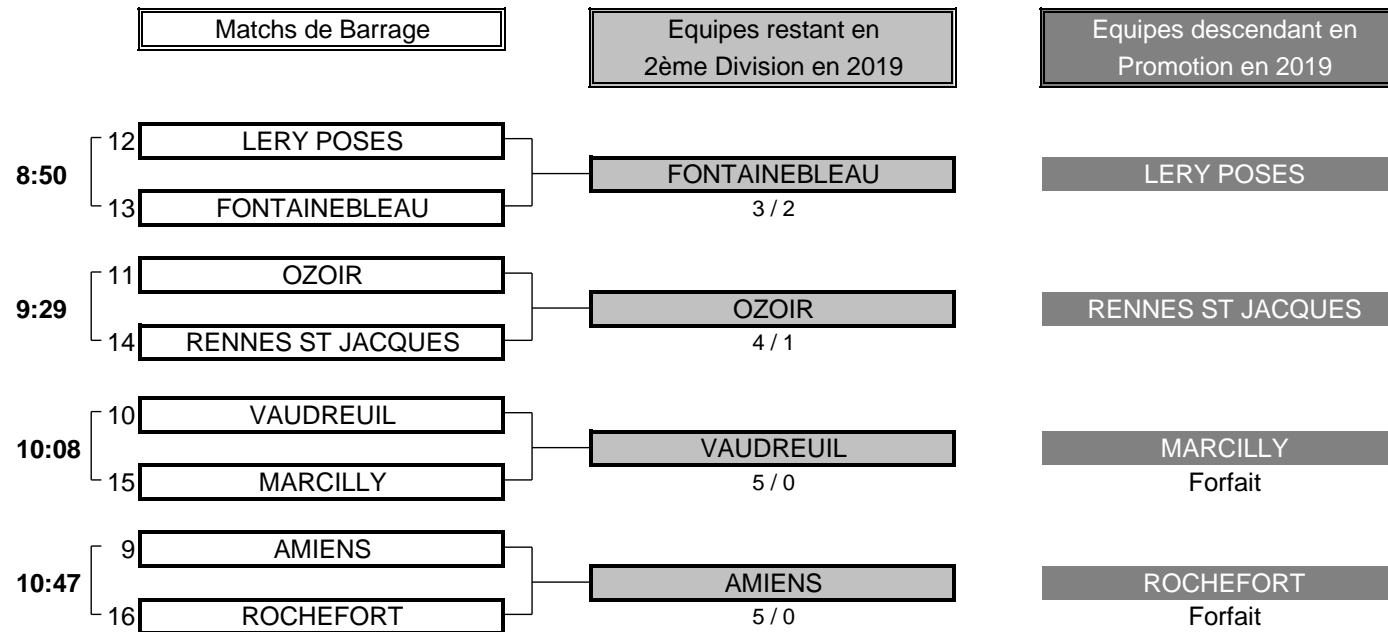 Matchs de Barrage
Equipes restant en
2ème Division en 2019
Equipes descendant en
Promotion en 2019
12 LERY POSES
8:50 FONTAINEBLEAU LERY POSES
13 FONTAINEBLEAU 3 / 2
11 OZOIR
9:29 OZOIR RENNES ST JACQUES
14 RENNES ST JACQUES 4 / 1
10 VAUDREUIL
10:08 VAUDREUIL MARCILLY
15 MARCILLY 5 / 0 Forfait
9 AMIENS
10:47 AMIENS ROCHEFORT
16 ROCHEFORT 5 / 0 Forfait